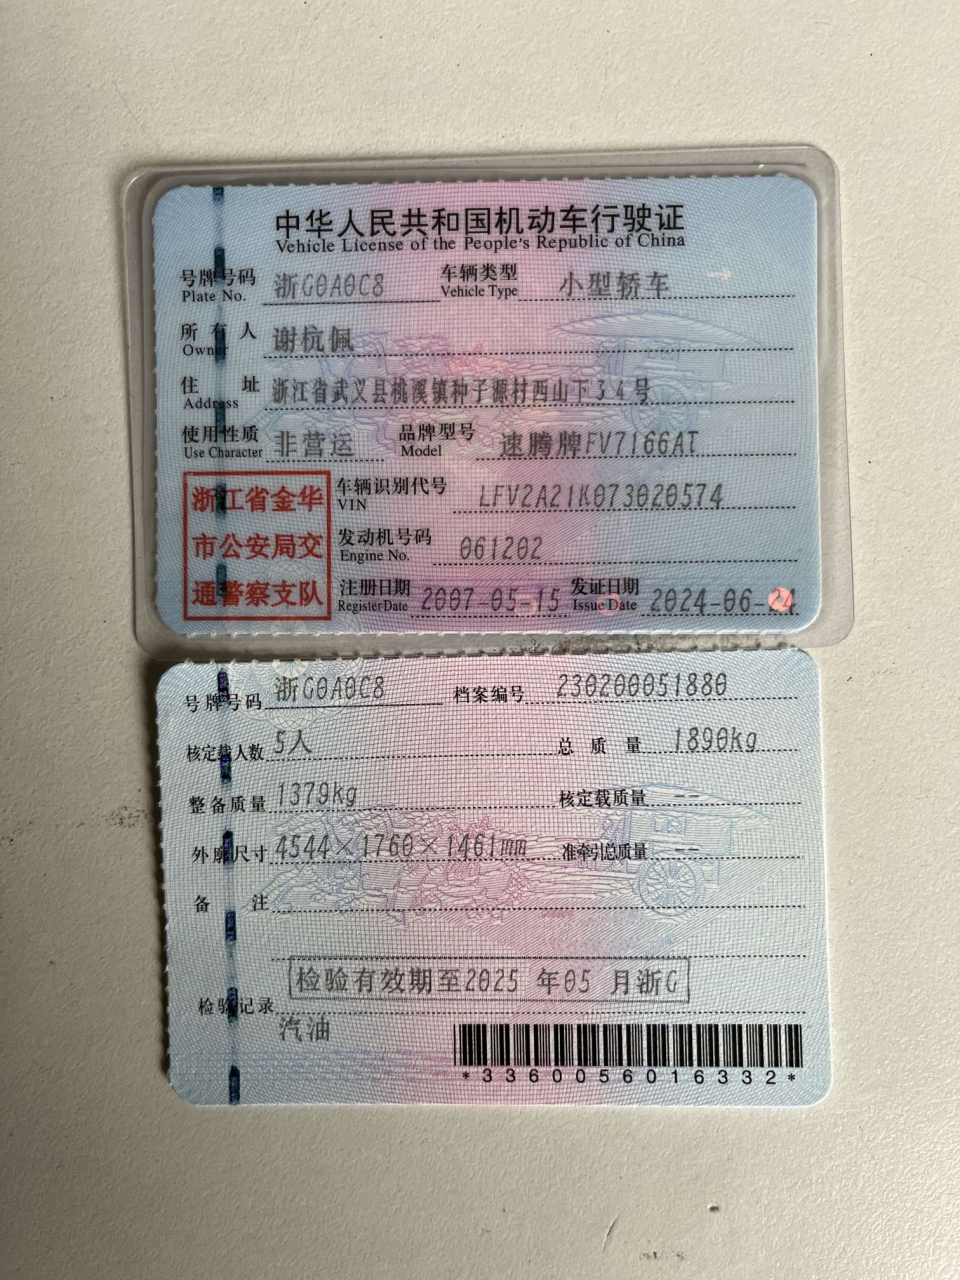 中华人民共和国机动车行驶证
Vehicle License of the People's Republic of China
号牌号码 浙G0A0C8 车辆类型 小型轿车
Plate No. Vehicle Type
所有人 谢杭佩
Owner
住址 浙江省武义县桃溪镇种子源村西山下34号
Address
使用性质 非营运 品牌型号 速腾牌FV7166AT
Use Character Model
浙江省金华
市公安局交
通警察支队
车辆识别代号 LFV2A21K073020574
VIN
发动机号码 061202
Engine No.
注册日期 2007-05-15 发证日期 2024-06-24
Register Date Issue Date
号牌号码 浙G0A0C8 档案编号 230200051880
核定载人数 5人 总质量 1890kg
整备质量 1379kg 核定载质量 --
外廓尺寸 4544×1760×1461mm 准牵引总质量 --
备注
检验有效期至2025 年05 月浙G
检验记录
汽油
*3360056016332*